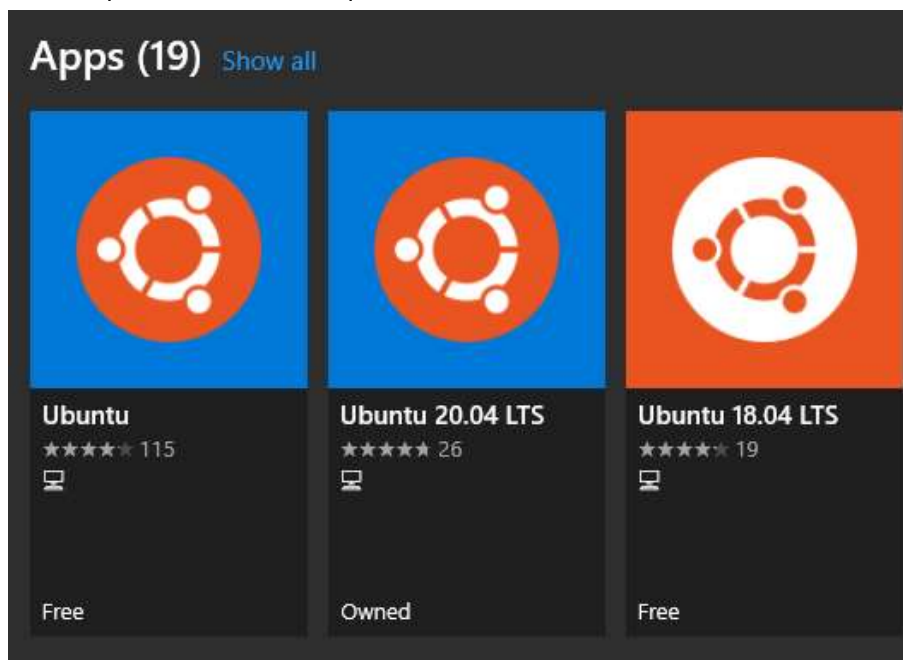 Apps (19) Show all
Ubuntu
115
Free
Ubuntu 20.04 LTS
26
Owned
Ubuntu 18.04 LTS
19
Free